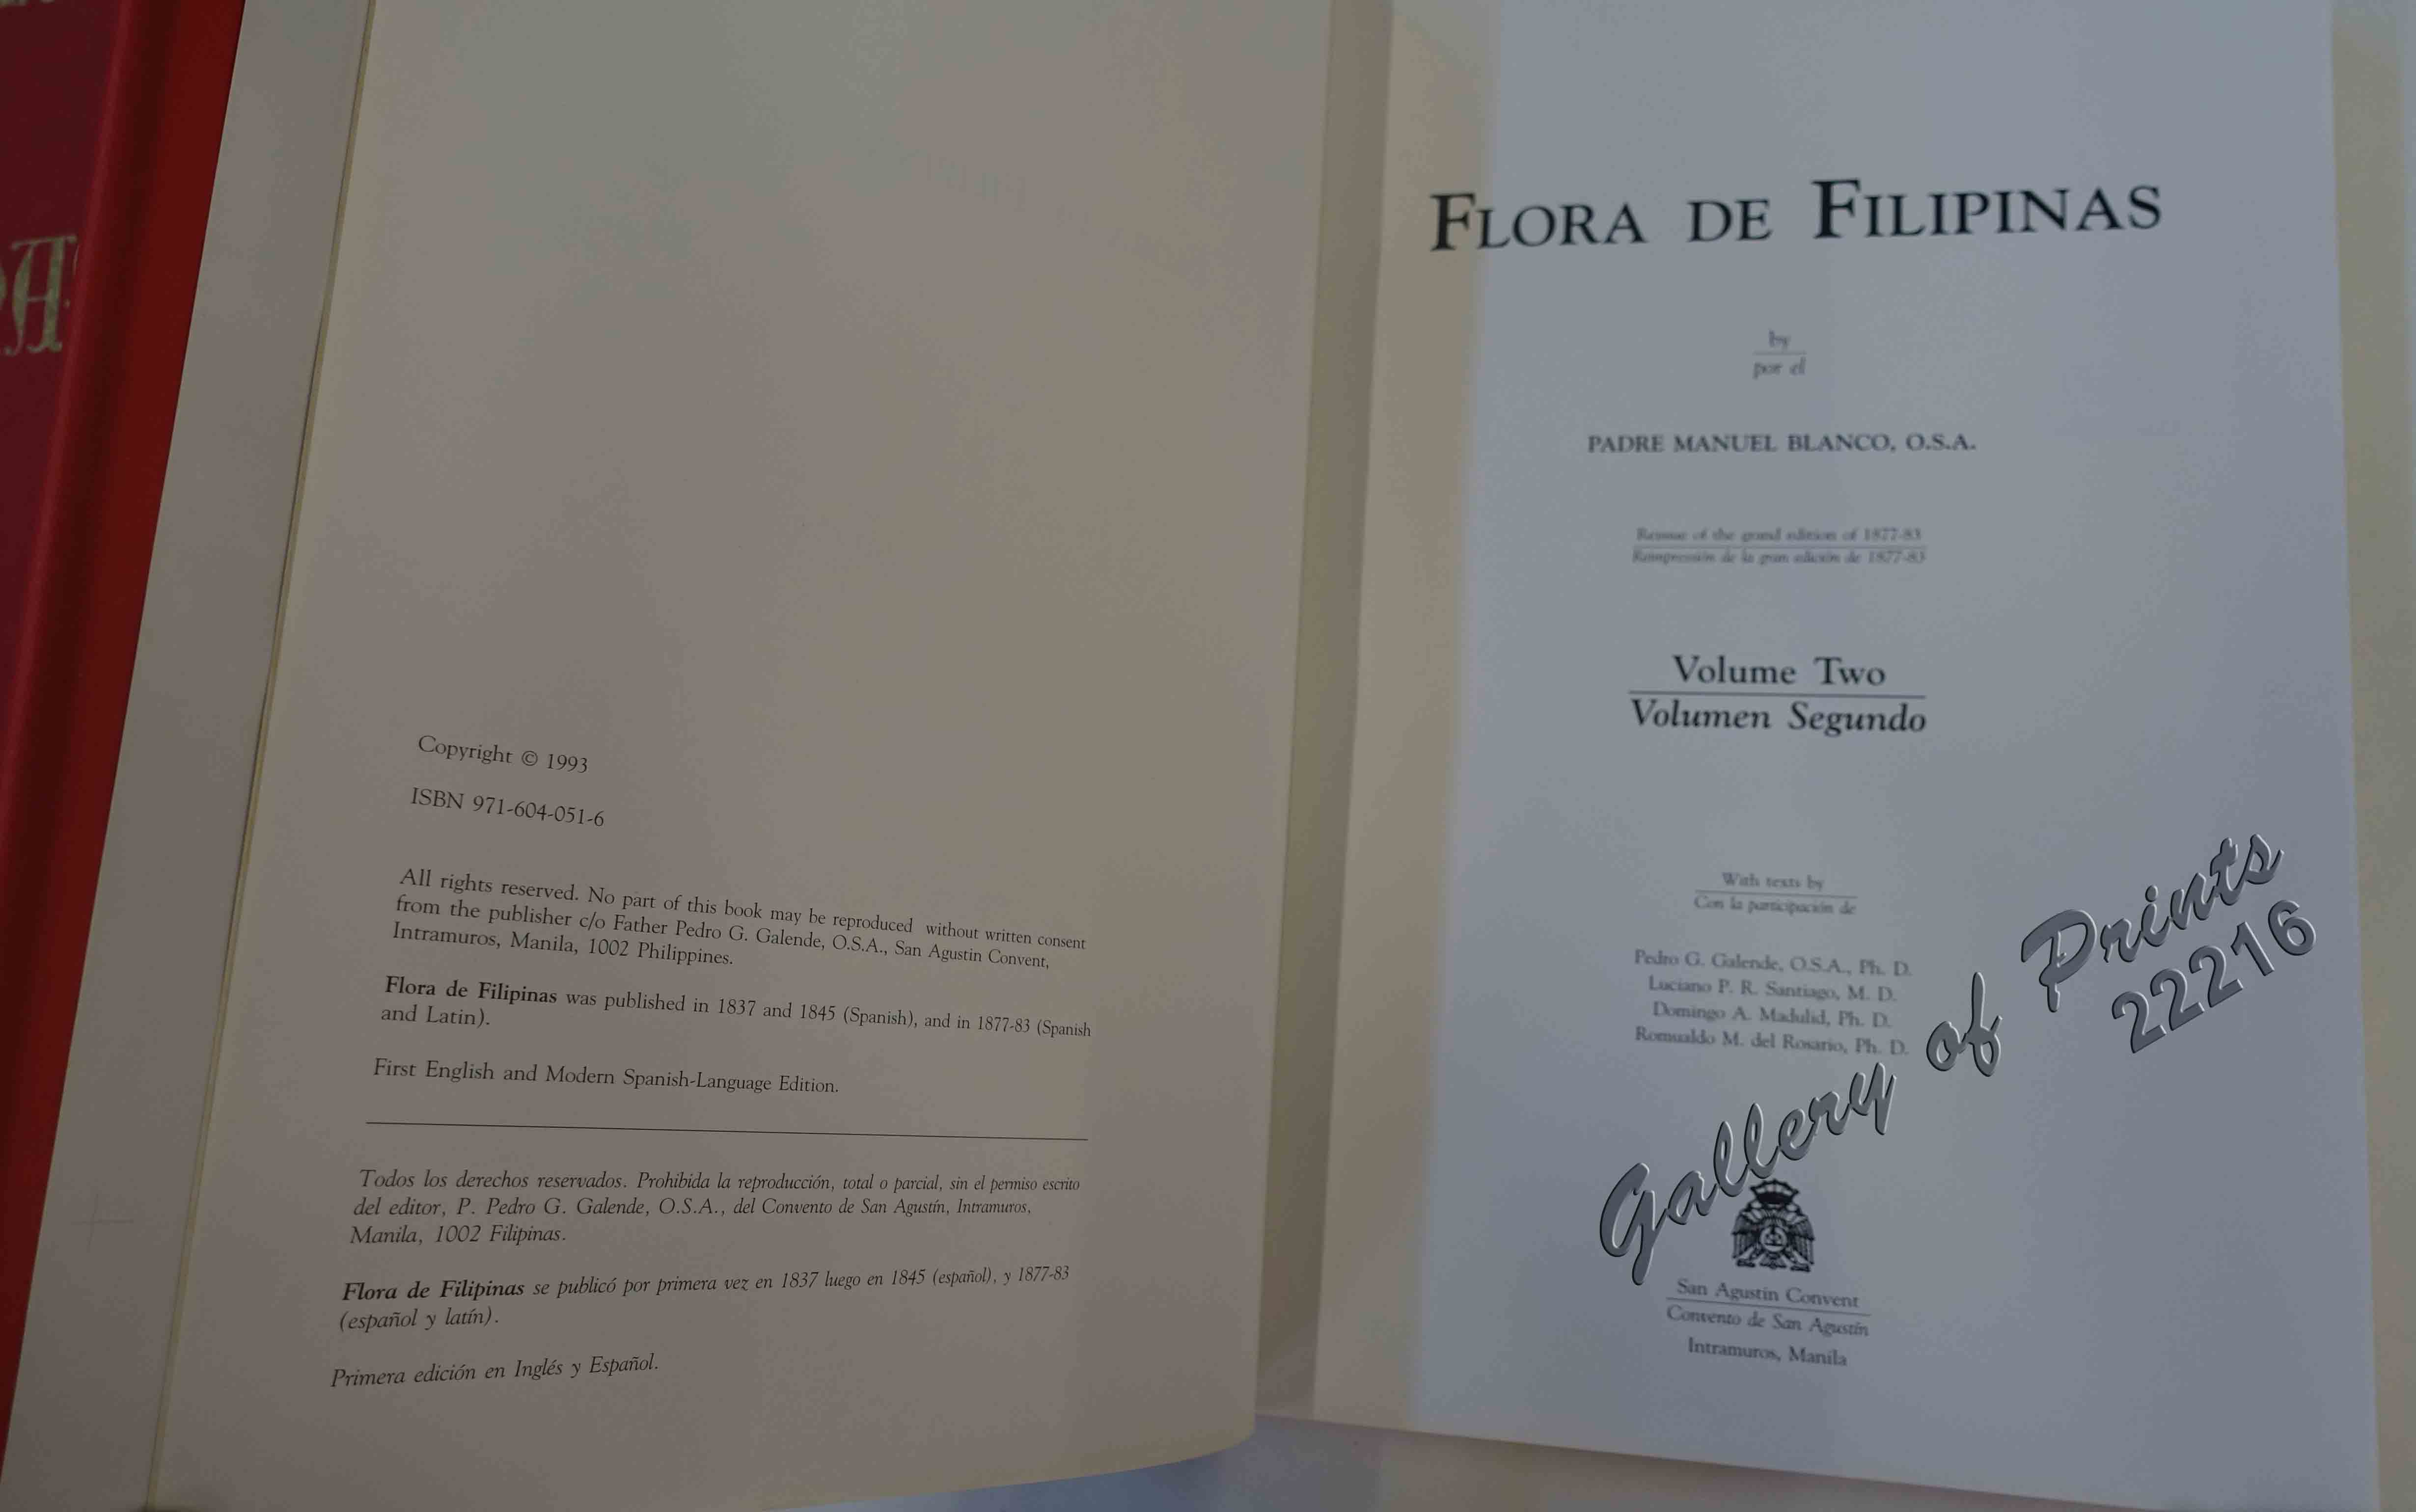 Copyright © 1993
ISBN 971-604-051-6
All rights reserved. No part of this book may be reproduced without written consent
from the publisher c/o Father Pedro G. Galende, O.S.A., San Agustin Convent,
Intramuros, Manila, 1002 Philippines.
Flora de Filipinas was published in 1837 and 1845 (Spanish), and in 1877-83 (Spanish
and Latin).
First English and Modern Spanish-Language Edition.
Todos los derechos reservados. Prohibida la reproducción, total o parcial, sin el permiso escrito
del editor, P. Pedro G. Galende, O.S.A., del Convento de San Agustín, Intramuros,
Manila, 1002 Filipinas.
Flora de Filipinas se publicó por primera vez en 1837 luego en 1845 (español), y 1877-83
(español y latín).
Primera edición en Inglés y Español.
FLORA DE FILIPINAS
by
por el
PADRE MANUEL BLANCO, O.S.A.
Reissue of the grand edition of 1877-83
Reimpresión de la gran edición de 1877-83
Volume Two
Volumen Segundo
With texts by
Con la participación de
Pedro G. Galende, O.S.A., Ph. D.
Luciano P. R. Santiago, M. D.
Domingo A. Madulid, Ph. D.
Romualdo M. del Rosario, Ph. D.
Gallery of Prints
22216
San Agustin Convent
Convento de San Agustín
Intramuros, Manila